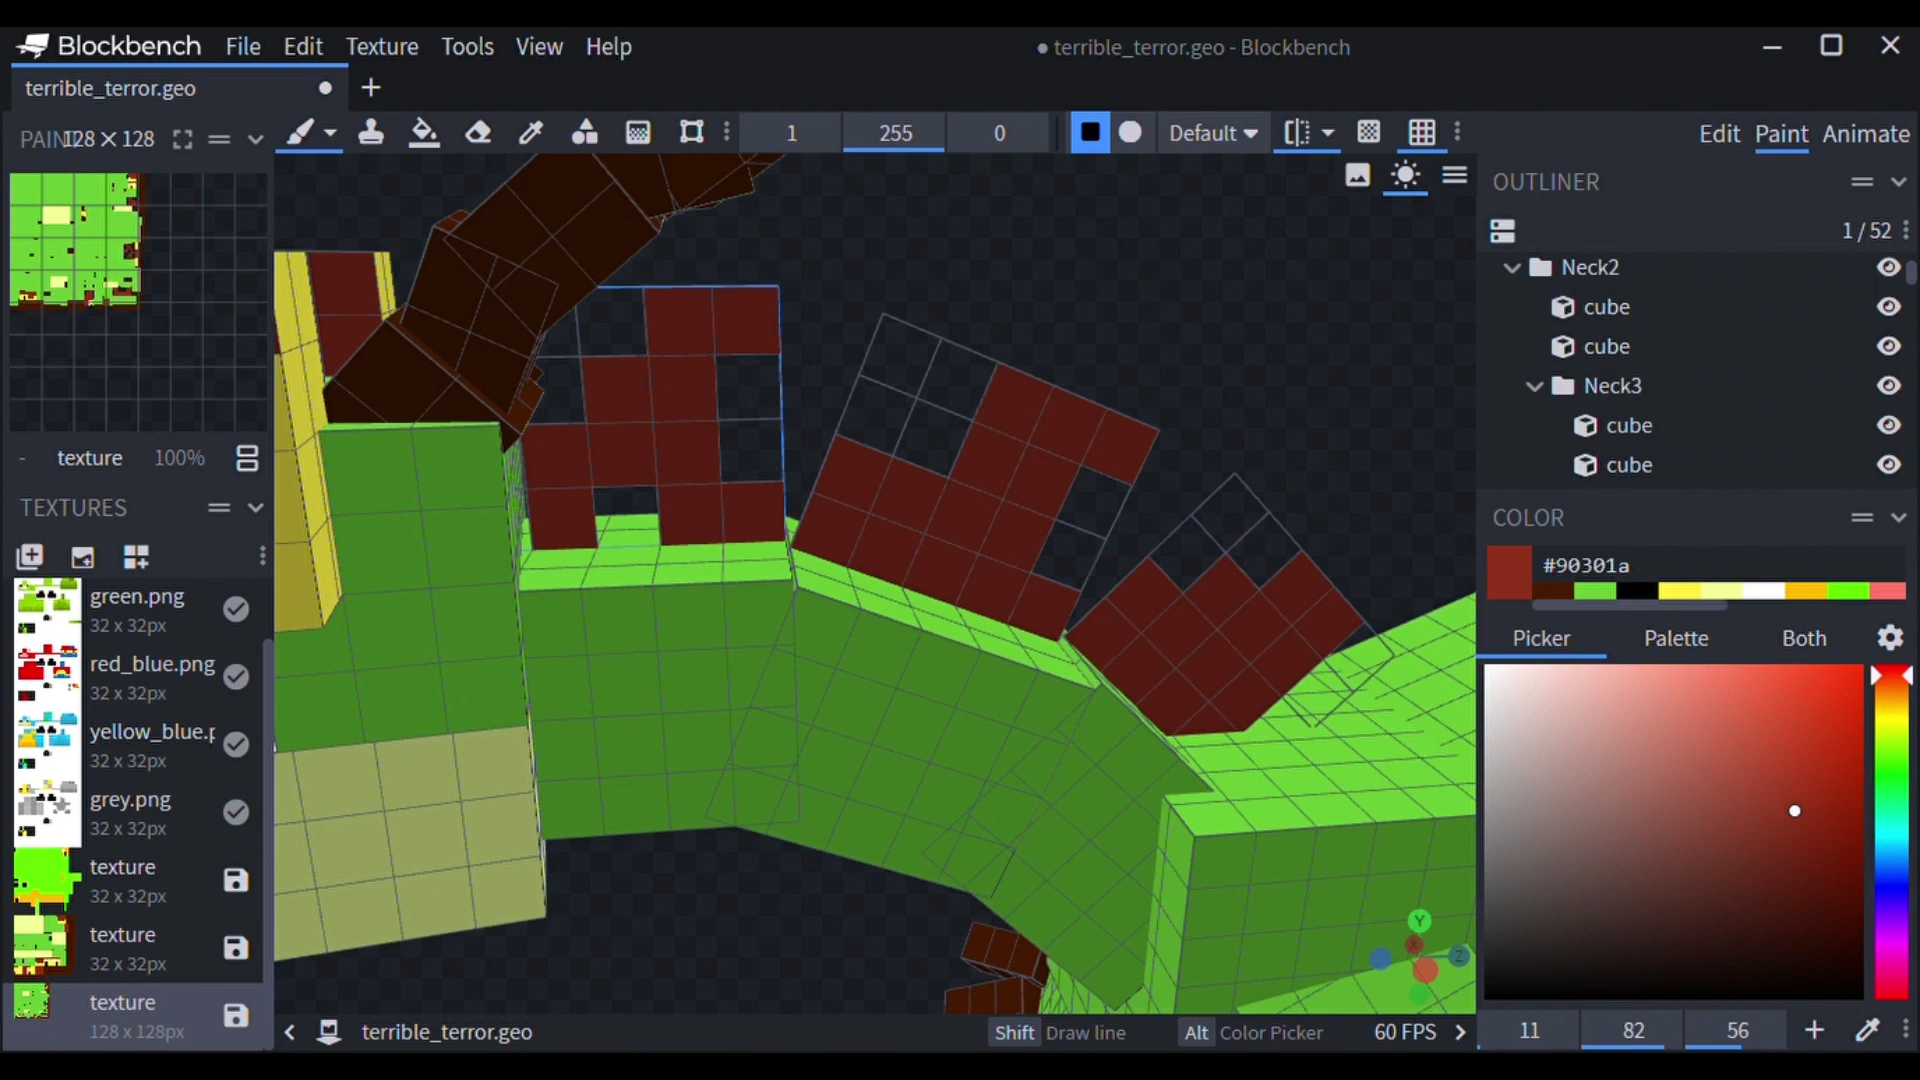 Blockbench File Edit Texture Tools View Help
● terrible_terror.geo - Blockbench
terrible_terror.geo
128 × 128
1 255 0 Default
Edit Paint Animate
OUTLINER
1 / 52
Neck2
cube
cube
Neck3
cube
cube
- texture 100%
TEXTURES
green.png
32 x 32px
red_blue.png
32 x 32px
yellow_blue.p
32 x 32px
grey.png
32 x 32px
texture
32 x 32px
texture
32 x 32px
texture
128 x 128px
COLOR
#90301a
Picker Palette Both
Y
X
Z
terrible_terror.geo
Shift Draw line Alt Color Picker 60 FPS
11 82 56